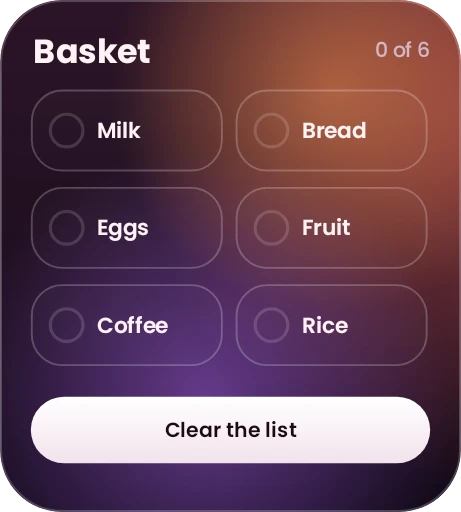 Basket
0 of 6
Milk
Bread
Eggs
Fruit
Coffee
Rice
Clear the list